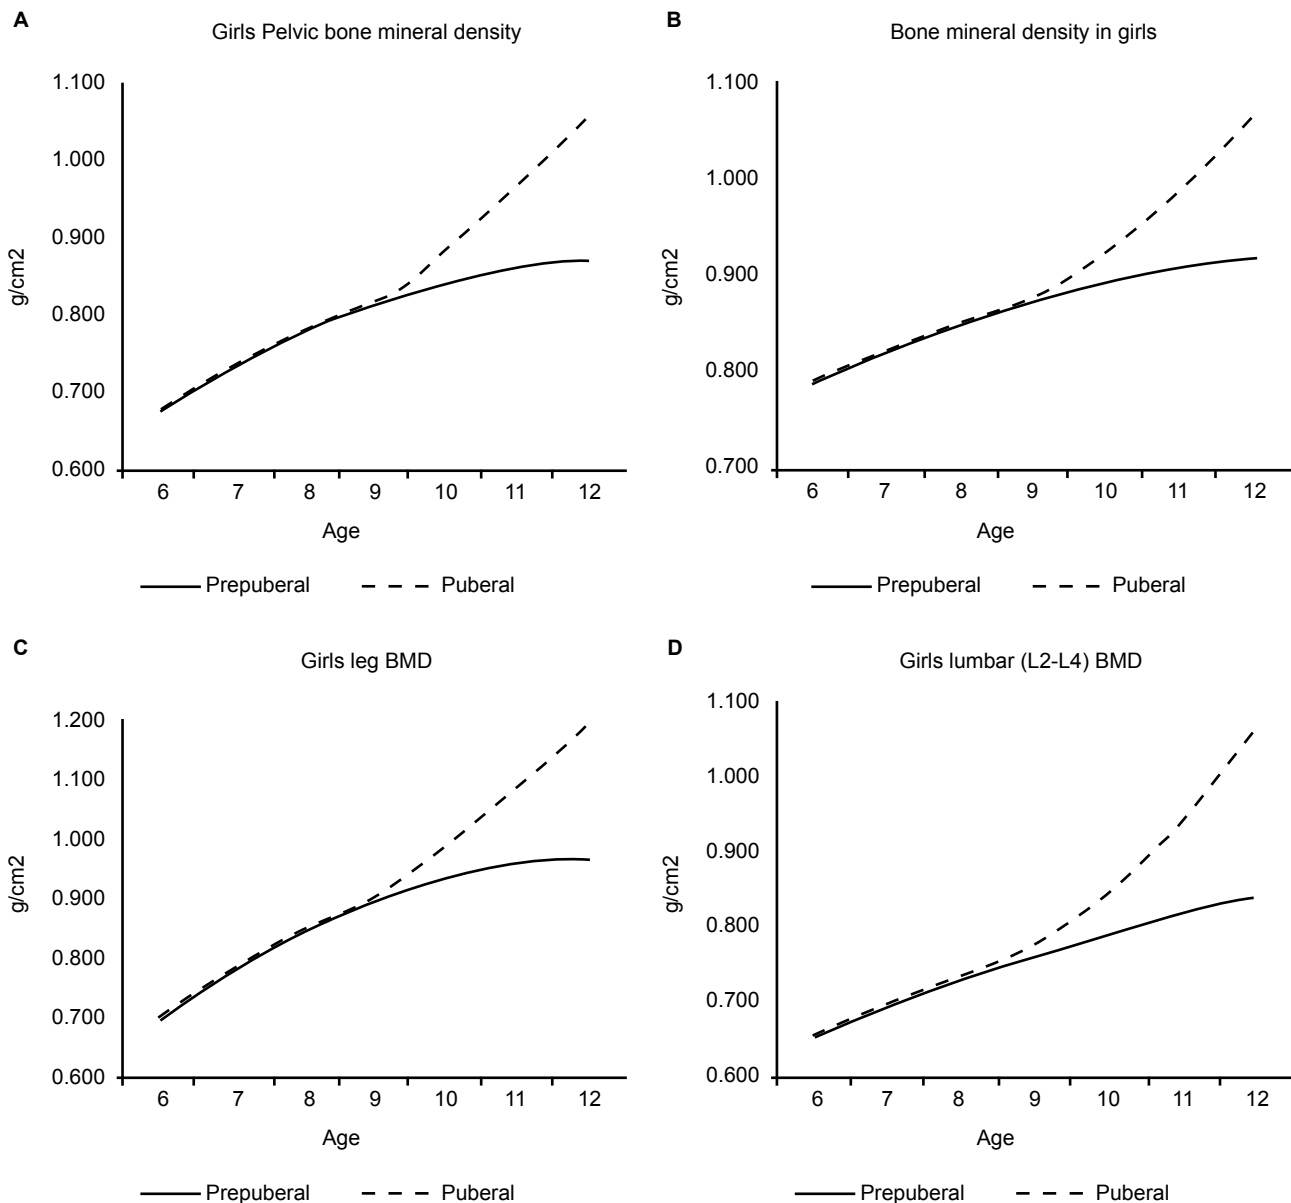 A
Girls Pelvic bone mineral density
1.100
1.000
0.900
0.800
0.700
0.600
g/cm2
6 7 8 9 10 11 12
Age
Prepuberal Puberal
B
Bone mineral density in girls
1.100
1.000
0.900
0.800
0.700
g/cm2
6 7 8 9 10 11 12
Age
Prepuberal Puberal
C
Girls leg BMD
1.200
1.100
1.000
0.900
0.800
0.700
0.600
g/cm2
6 7 8 9 10 11 12
Age
Prepuberal Puberal
D
Girls lumbar (L2-L4) BMD
1.100
1.000
0.900
0.800
0.700
0.600
g/cm2
6 7 8 9 10 11 12
Age
Prepuberal Puberal